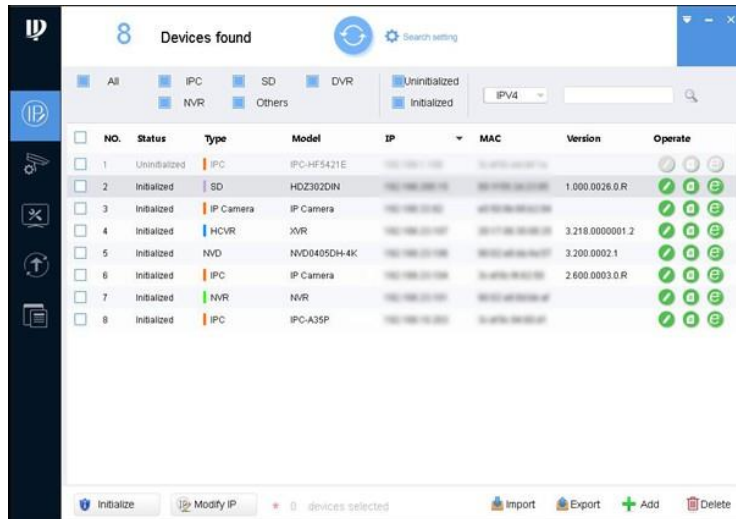 IP
8 Devices found Search setting
All IPC SD DVR Uninitialized
NVR Others Initialized IPV4
IP
NO. Status Type Model IP MAC Version Operate
1 Uninitialized IPC IPC-HF5421E
2 Initialized SD HDZ302DIN 1.000.0026.0.R
3 Initialized IP Camera IP Camera
4 Initialized HCVR XVR 3.218.0000001.2
5 Initialized NVD NVD0405DH-4K 3.200.0002.1
6 Initialized IPC IP Camera 2.600.0003.0.R
7 Initialized NVR NVR
8 Initialized IPC IPC-A35P
Initialize Modify IP * 0 devices selected Import Export Add Delete